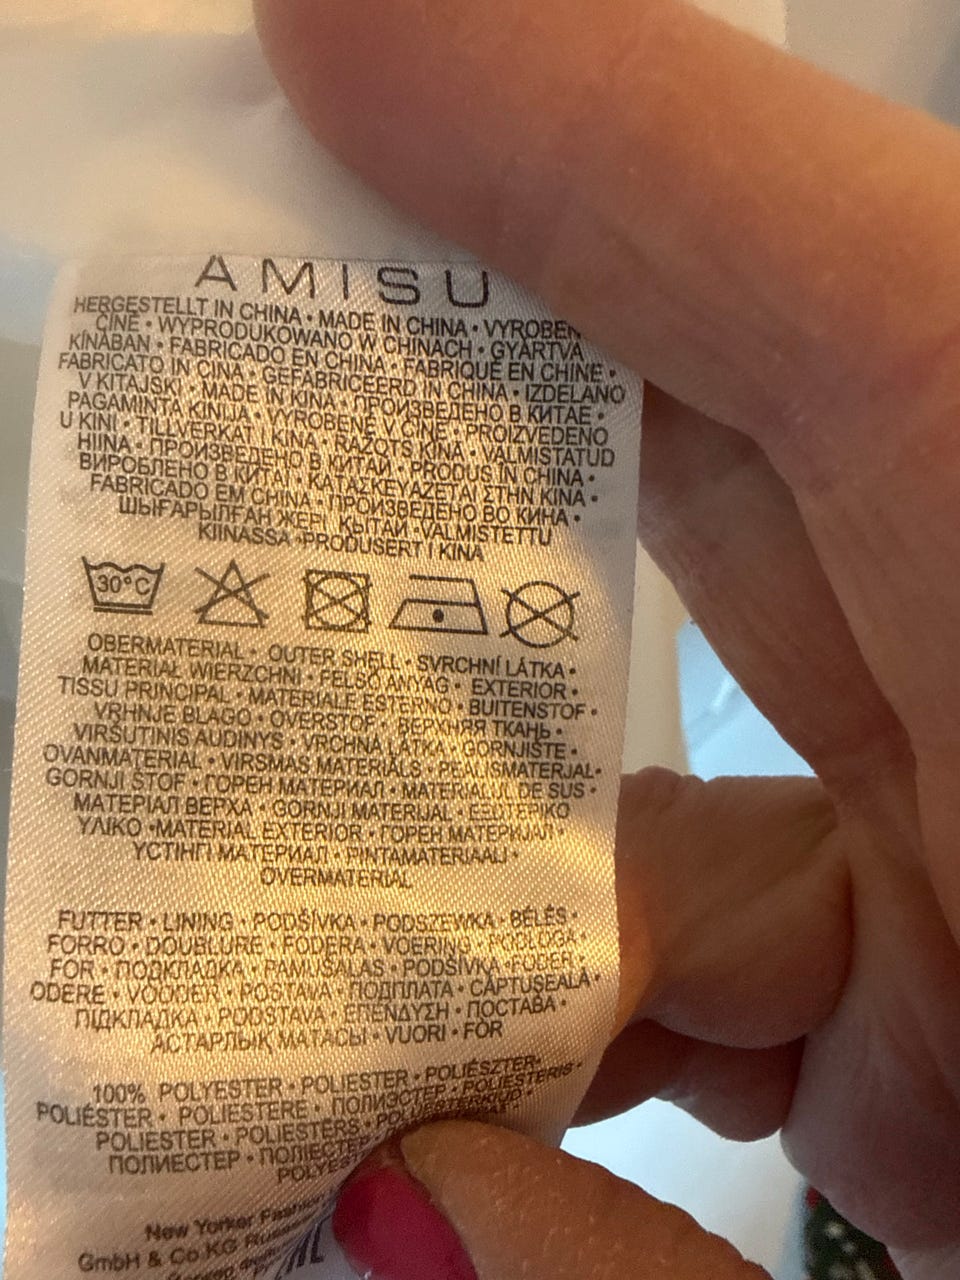 AMISU
HERGESTELLT IN CHINA • MADE IN CHINA • VYROBEN
ČÍNĚ • WYPRODUKOWANO W CHINACH • GYÁRTVA
KÍNÁBAN • FABRICADO EN CHINA • FABRIQUÉ EN CHINE •
FABRICATO IN CINA • GEFABRICEERD IN CHINA • IZDELANO
V KITAJSKI • MADE IN KINA • ПРОИЗВЕДЕНО В КИТАЕ •
PAGAMINTA KINIJA • VYROBENÉ V ČÍNE • PROIZVEDENO
U KINI • TILLVERKAT I KINA • RAŽOTS ĶĪNĀ • VALMISTATUD
HIINA • ПРОИЗВЕДЕНО В КИТАЙ • PRODUS ÎN CHINA •
ВИРОБЛЕНО В КИТАЇ • ΚΑΤΑΣΚΕΥΑΖΕΤΑΙ ΣΤΗΝ ΚΙΝΑ •
FABRICADO EM CHINA • ПРОИЗВЕДЕНО ВО КИНА •
ШЫҒАРЫЛҒАН ЖЕРІ ҚЫТАЙ •VALMISTETTU
KIINASSA •PRODUSERT I KINA
30°C
OBERMATERIAL • OUTER SHELL • SVRCHNÍ LÁTKA •
MATERIAŁ WIERZCHNI • FELSŐ ANYAG • EXTERIOR •
TISSU PRINCIPAL • MATERIALE ESTERNO • BUITENSTOF •
VRHNJE BLAGO • OVERSTOF • ВЕРХНЯЯ ТКАНЬ •
VIRŠUTINIS AUDINYS • VRCHNÁ LÁTKA • GORNJIŠTE •
OVANMATERIAL • VIRSMAS MATERIĀLS • PEALISMATERJAL•
GORNJI ŠTOF • ГОРЕН МАТЕРИАЛ • MATERIALUL DE SUS •
МАТЕРІАЛ ВЕРХА • GORNJI MATERIJAL • ΕΞΩΤΕΡΙΚΟ
ΥΛΙΚΟ •MATERIAL EXTERIOR • ГОРЕН МАТЕРИЈАЛ •
ҮСТІНГІ МАТЕРИАЛ • PINTAMATERIAALI •
OVERMATERIAL
FUTTER • LINING • PODŠÍVKA • PODSZEWKA • BÉLÉS •
FORRO • DOUBLURE • FODERA • VOERING • PODLOGA •
FOR • ПОДКЛАДКА • PAMUŠALAS • PODŠÍVKA •FODER •
ODERE • VOODER • POSTAVA • ПОДПЛАТА • CĂPTUȘEALĂ •
ПІДКЛАДКА • PODSTAVA • ΕΠΕΝΔΥΣΗ • ПОСТАВА •
АСТАРЛЫҚ МАТАСЫ • VUORI • FÔR
100% POLYESTER • POLIESTER • POLIÉSZTER•
POLIÉSTER • POLIESTERE • ПОЛИЭСТЕР • POLIESTERIS •
POLIESTER • POLIESTERS •
ПОЛИЕСТЕР •
New Yorker Fashion
GmbH & Co KG